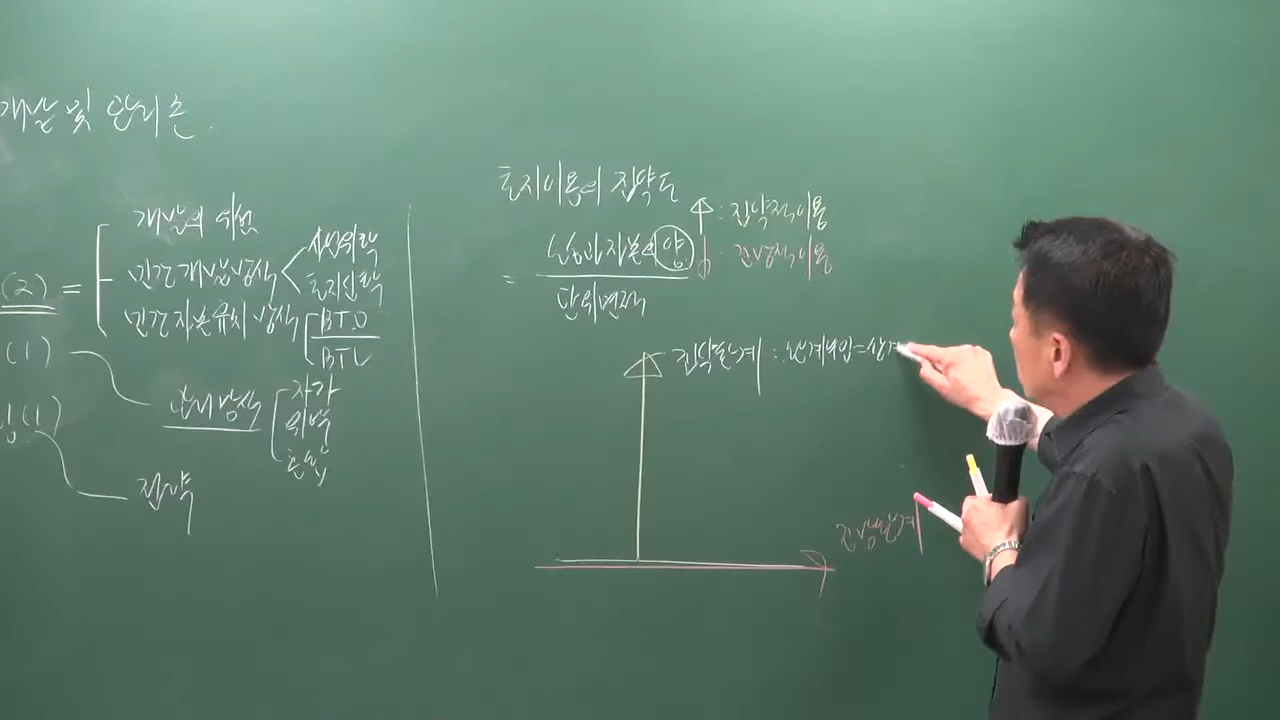 개발 및 관리론.
(2) = 개발의 위험
민간개발방식 사업위탁
토지신탁
민간자본유치방식 BTO
BTL
(1) 관리방식 자가
위탁
혼합
(1) 집약
토지이용의 집약도
= 노동과 자본의 양
단위면적
: 집약적 이용
: 조방적 이용
집약한계 : 한계수입=한계
조방한계